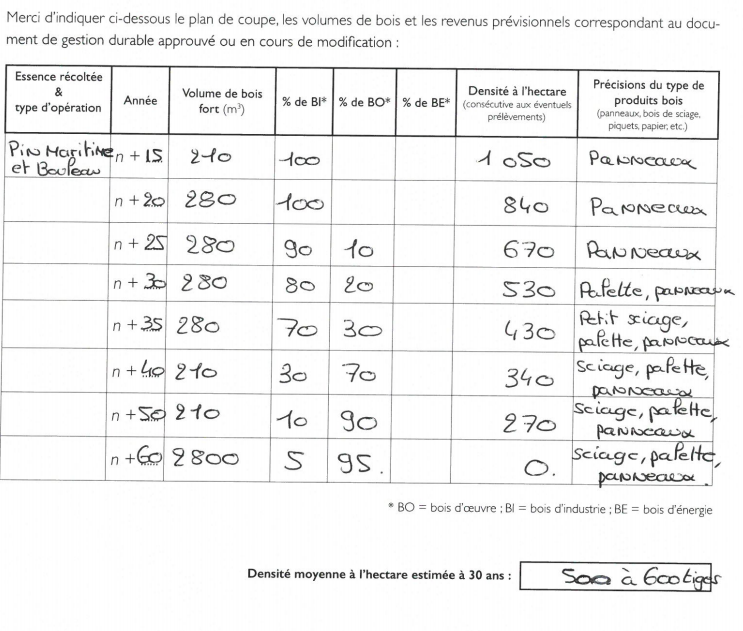 Merci d'indiquer ci-dessous le plan de coupe, les volumes de bois et les revenus prévisionnels correspondant au docu-
ment de gestion durable approuvé ou en cours de modification :
Essence récoltée & type d'opération | Année | Volume de bois fort (m³) | % de BI* | % de BO* | % de BE* | Densité à l'hectare (consécutive aux éventuels prélèvements) | Précisions du type de produits bois (panneaux, bois de sciage, piquets, papier, etc.)
Pin Maritime et Bouleau | n + 15 | 210 | 100 | | | 1 050 | Panneaux
n + 20 | 280 | 100 | | | 840 | Panneaux
n + 25 | 280 | 90 | 10 | | 670 | Panneaux
n + 30 | 280 | 80 | 20 | | 530 | Palette, panneaux
n + 35 | 280 | 70 | 30 | | 430 | Petit sciage, palette, panneaux
n + 40 | 210 | 30 | 70 | | 340 | Sciage, palette, panneaux
n + 50 | 210 | 10 | 90 | | 270 | Sciage, palette, panneaux
n + 60 | 2800 | 5 | 95. | | 0. | Sciage, palette, panneaux.
* BO = bois d'œuvre ; BI = bois d'industrie ; BE = bois d'énergie
Densité moyenne à l'hectare estimée à 30 ans : 500 à 600 tiges